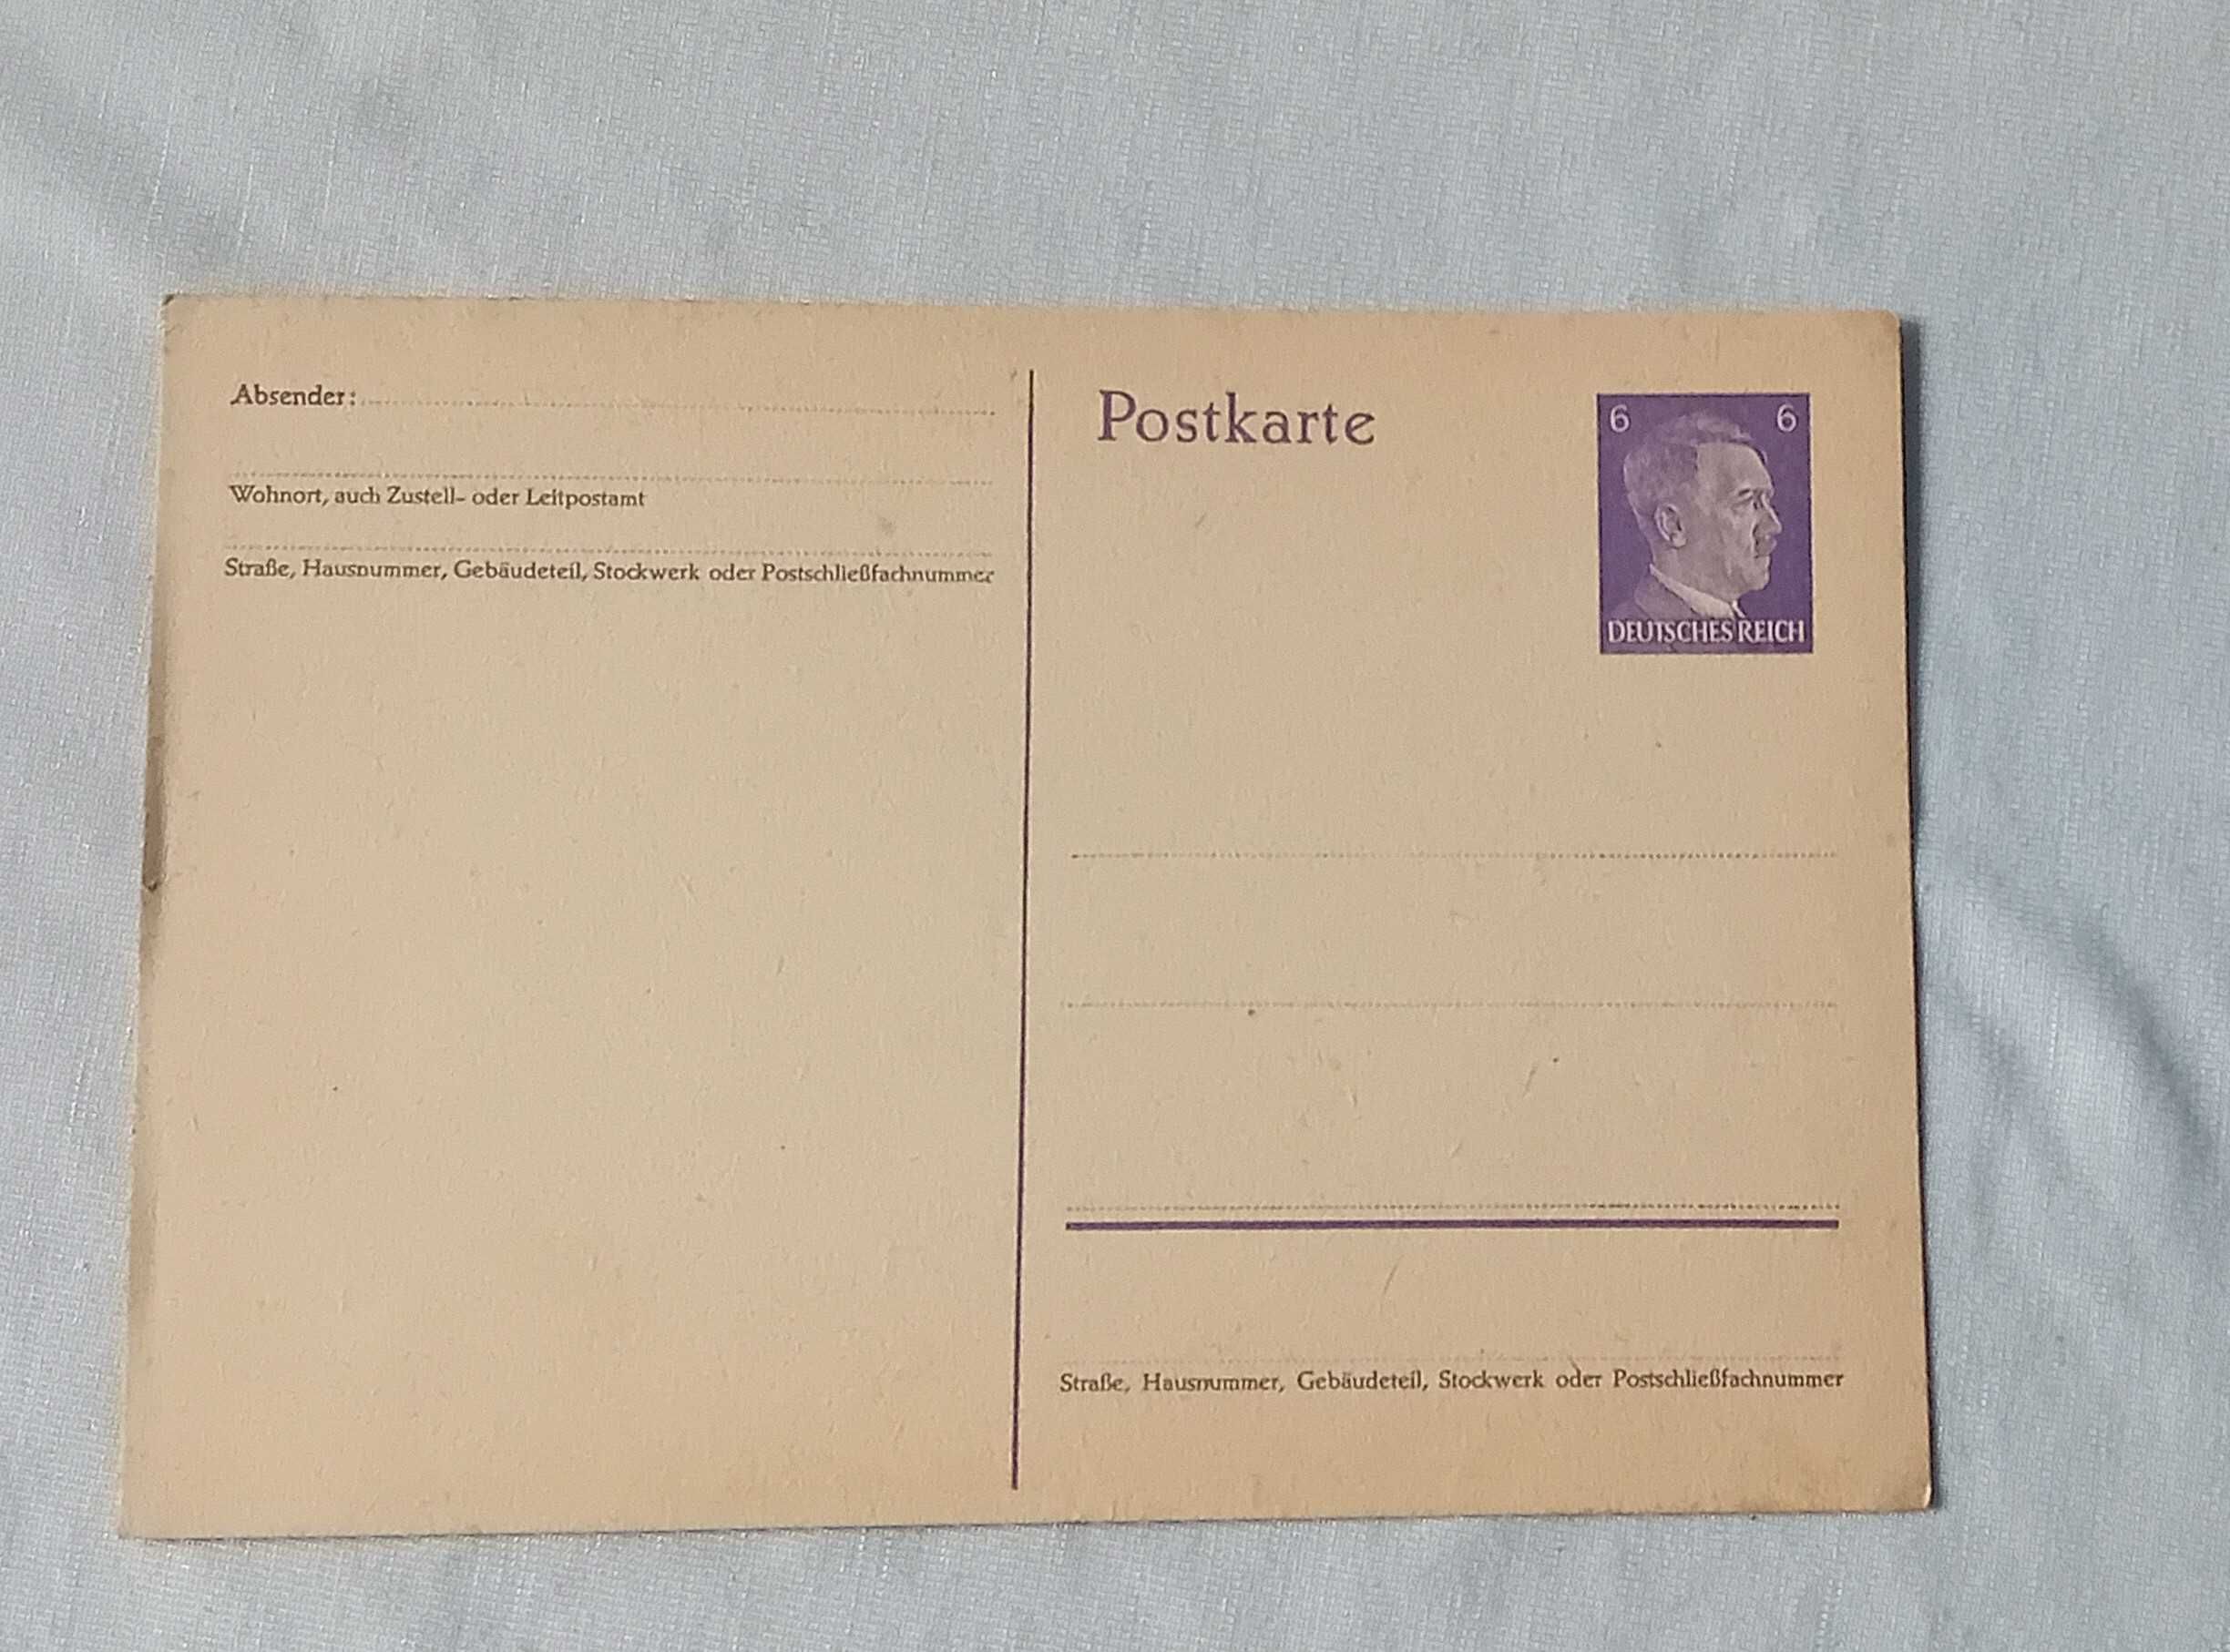 Absender:
Wohnort, auch Zustell- oder Leitpostamt
Straße, Hausnummer, Gebäudeteil, Stockwerk oder Postschließfachnummer
Postkarte
6 6
DEUTSCHES REICH
Straße, Hausnummer, Gebäudeteil, Stockwerk oder Postschließfachnummer